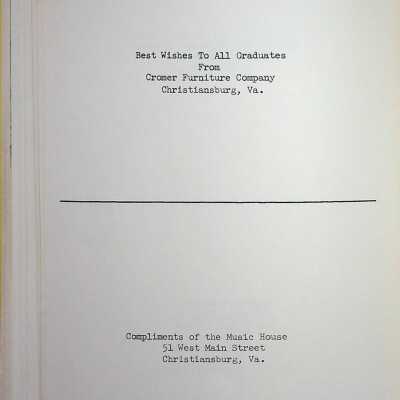 Best Wishes To All Graduates
From
Cromer Furniture Company
Christiansburg, Va.
Compliments of the Music House
51 West Main Street
Christiansburg, Va.